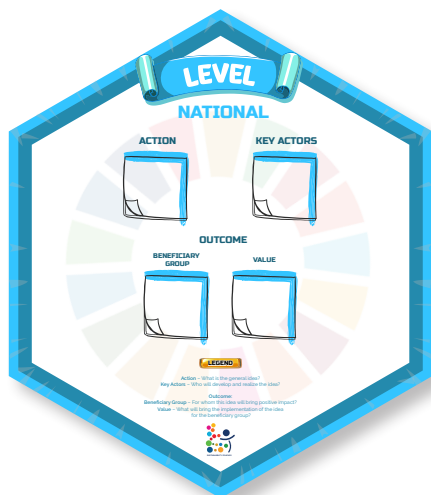 LEVEL
NATIONAL
ACTION
KEY ACTORS
OUTCOME
BENEFICIARY
GROUP
VALUE
LEGEND
Action – What is the general idea?
Key Actors – Who will develop and realize the idea?
Outcome:
Beneficiary Group – For whom this idea will bring positive impact?
Value – What will bring the implementation of the idea
for the beneficiary group?